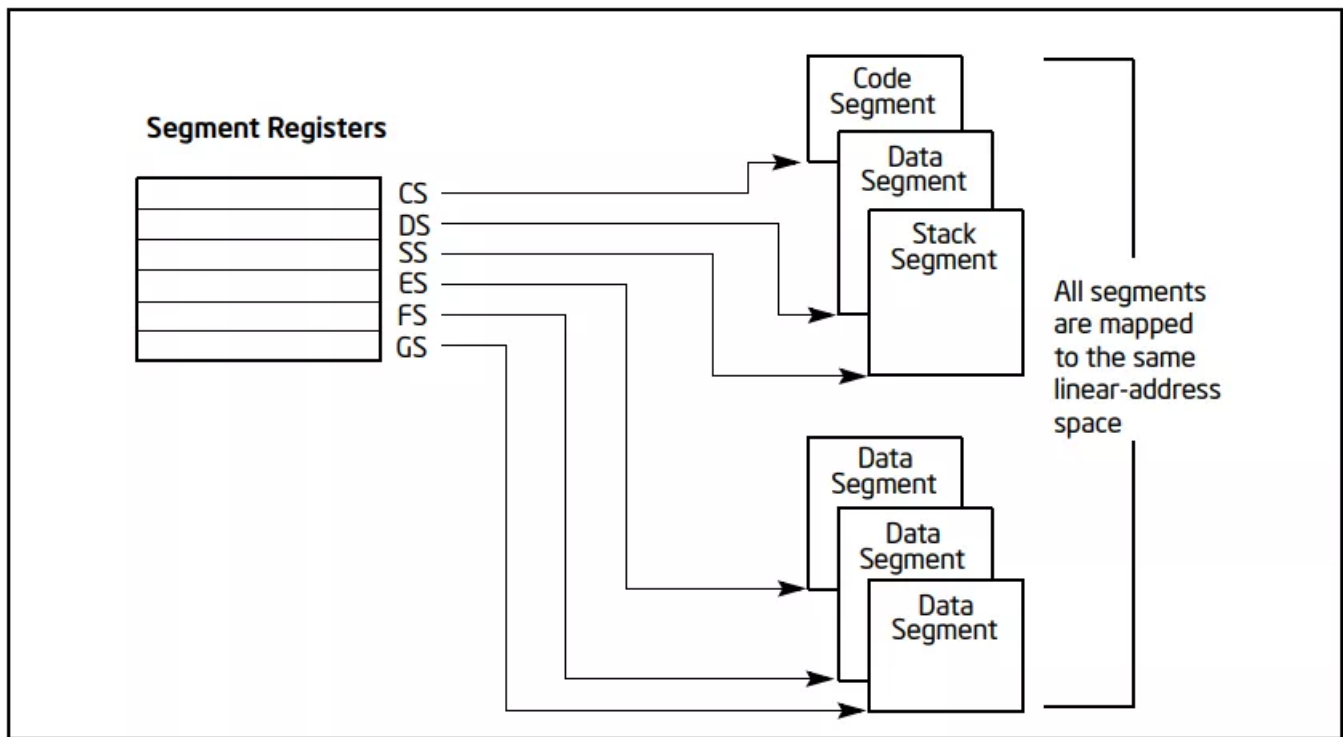 Segment Registers
CS
DS
SS
ES
FS
GS
Code
Segment
Data
Segment
Stack
Segment
Data
Segment
Data
Segment
Data
Segment
All segments
are mapped
to the same
linear-address
space